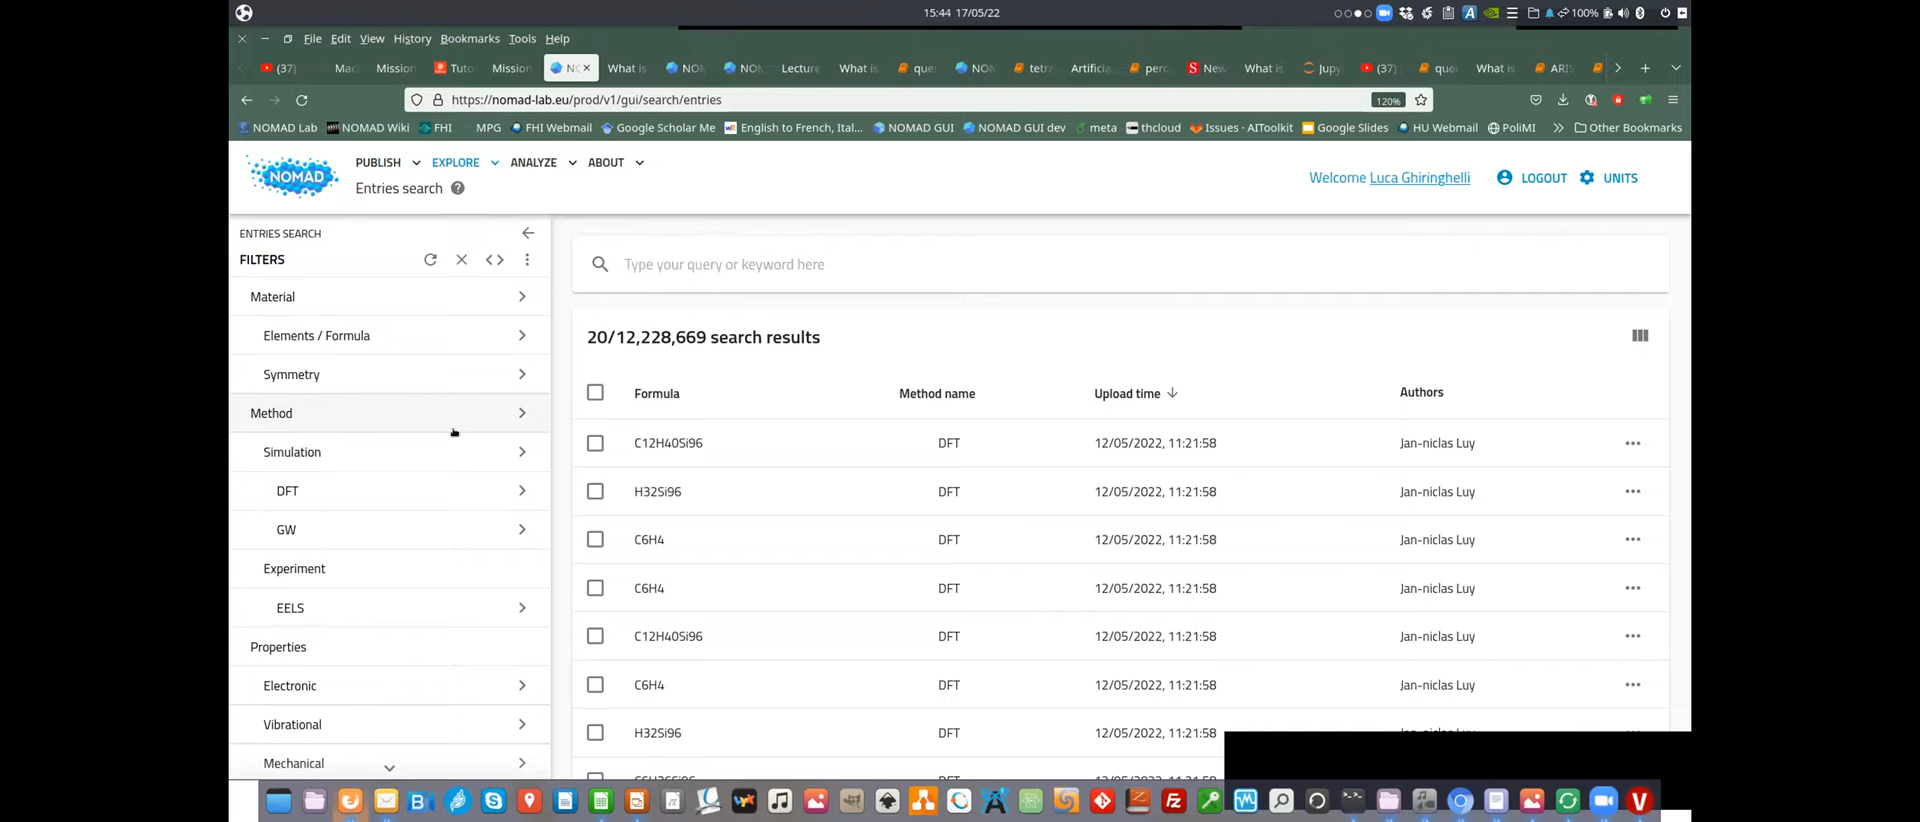 15:44 17/05/22
100%
File Edit View History Bookmarks Tools Help
(37) Mac Mission Tuto Mission NO What is NO NO Lecture What is que NO tetra Artificia perc New What is Jupy (37) que What is ARIS
https://nomad-lab.eu/prod/v1/gui/search/entries 120%
NOMAD Lab NOMAD Wiki FHI MPG FHI Webmail Google Scholar Me English to French, Ital... NOMAD GUI NOMAD GUI dev meta thcloud Issues · AIToolkit Google Slides HU Webmail PoliMI Other Bookmarks
NOMAD
PUBLISH EXPLORE ANALYZE ABOUT
Entries search
Welcome Luca Ghiringhelli LOGOUT UNITS
ENTRIES SEARCH
FILTERS
Material
Elements / Formula
Symmetry
Method
Simulation
DFT
GW
Experiment
EELS
Properties
Electronic
Vibrational
Mechanical
Type your query or keyword here
20/12,228,669 search results
Formula Method name Upload time Authors
C12H40Si96 DFT 12/05/2022, 11:21:58 Jan-niclas Luy
H32Si96 DFT 12/05/2022, 11:21:58 Jan-niclas Luy
C6H4 DFT 12/05/2022, 11:21:58 Jan-niclas Luy
C6H4 DFT 12/05/2022, 11:21:58 Jan-niclas Luy
C12H40Si96 DFT 12/05/2022, 11:21:58 Jan-niclas Luy
C6H4 DFT 12/05/2022, 11:21:58 Jan-niclas Luy
H32Si96 DFT 12/05/2022, 11:21:58